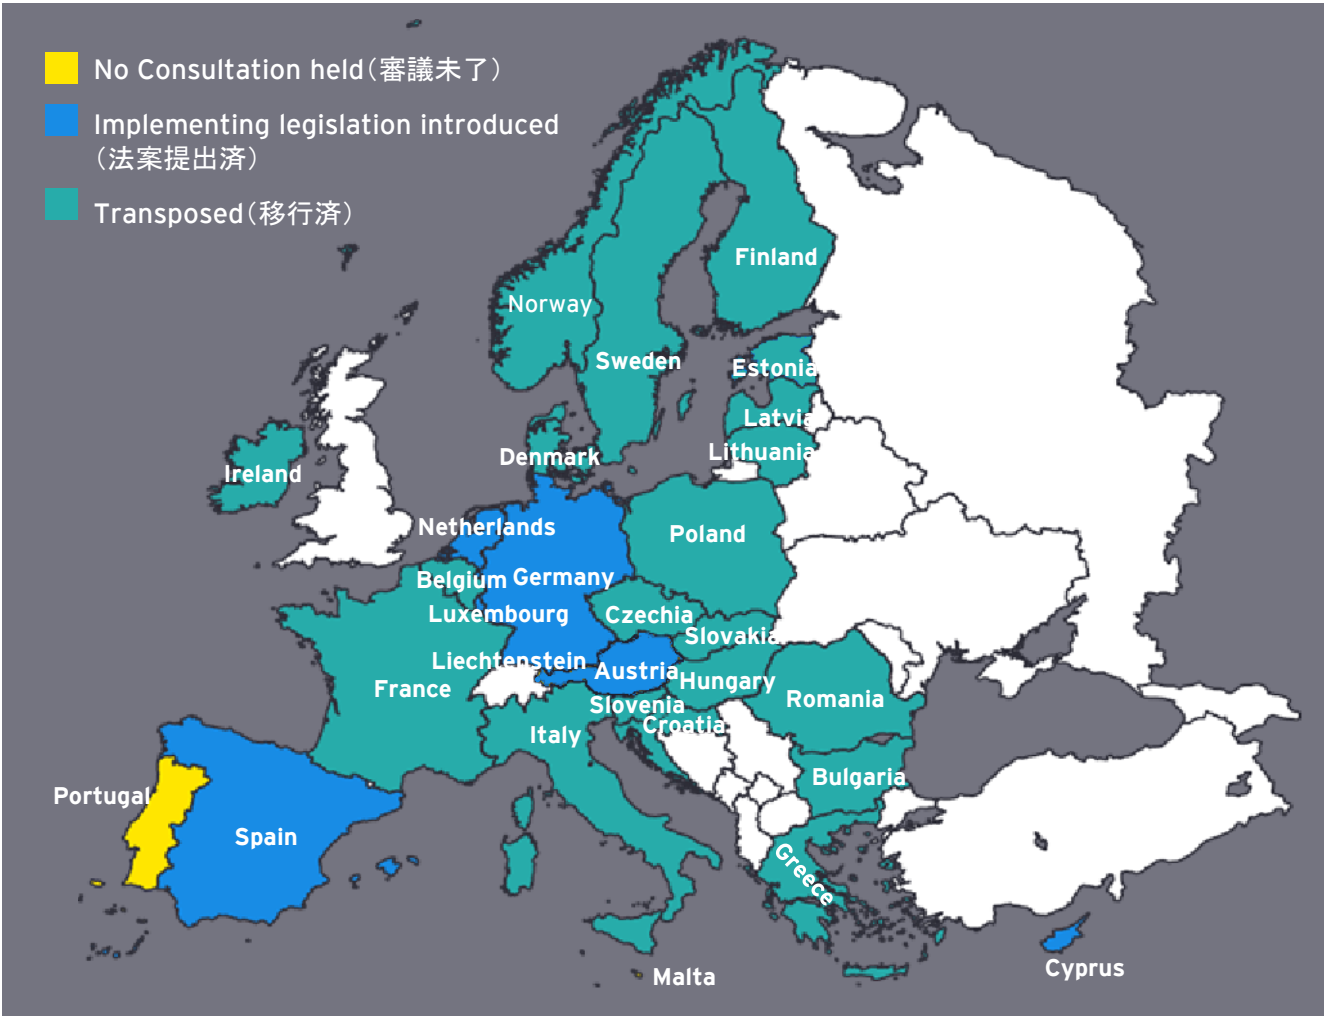 No Consultation held（審議未了）
Implementing legislation introduced
（法案提出済）
Transposed（移行済）
Finland
Norway
Sweden
Estonia
Latvia
Lithuania
Denmark
Ireland
Netherlands
Poland
Belgium
Germany
Luxembourg
Czechia
Slovakia
Liechtenstein
Austria
Hungary
France
Romania
Slovenia
Croatia
Italy
Bulgaria
Portugal
Spain
Greece
Cyprus
Malta